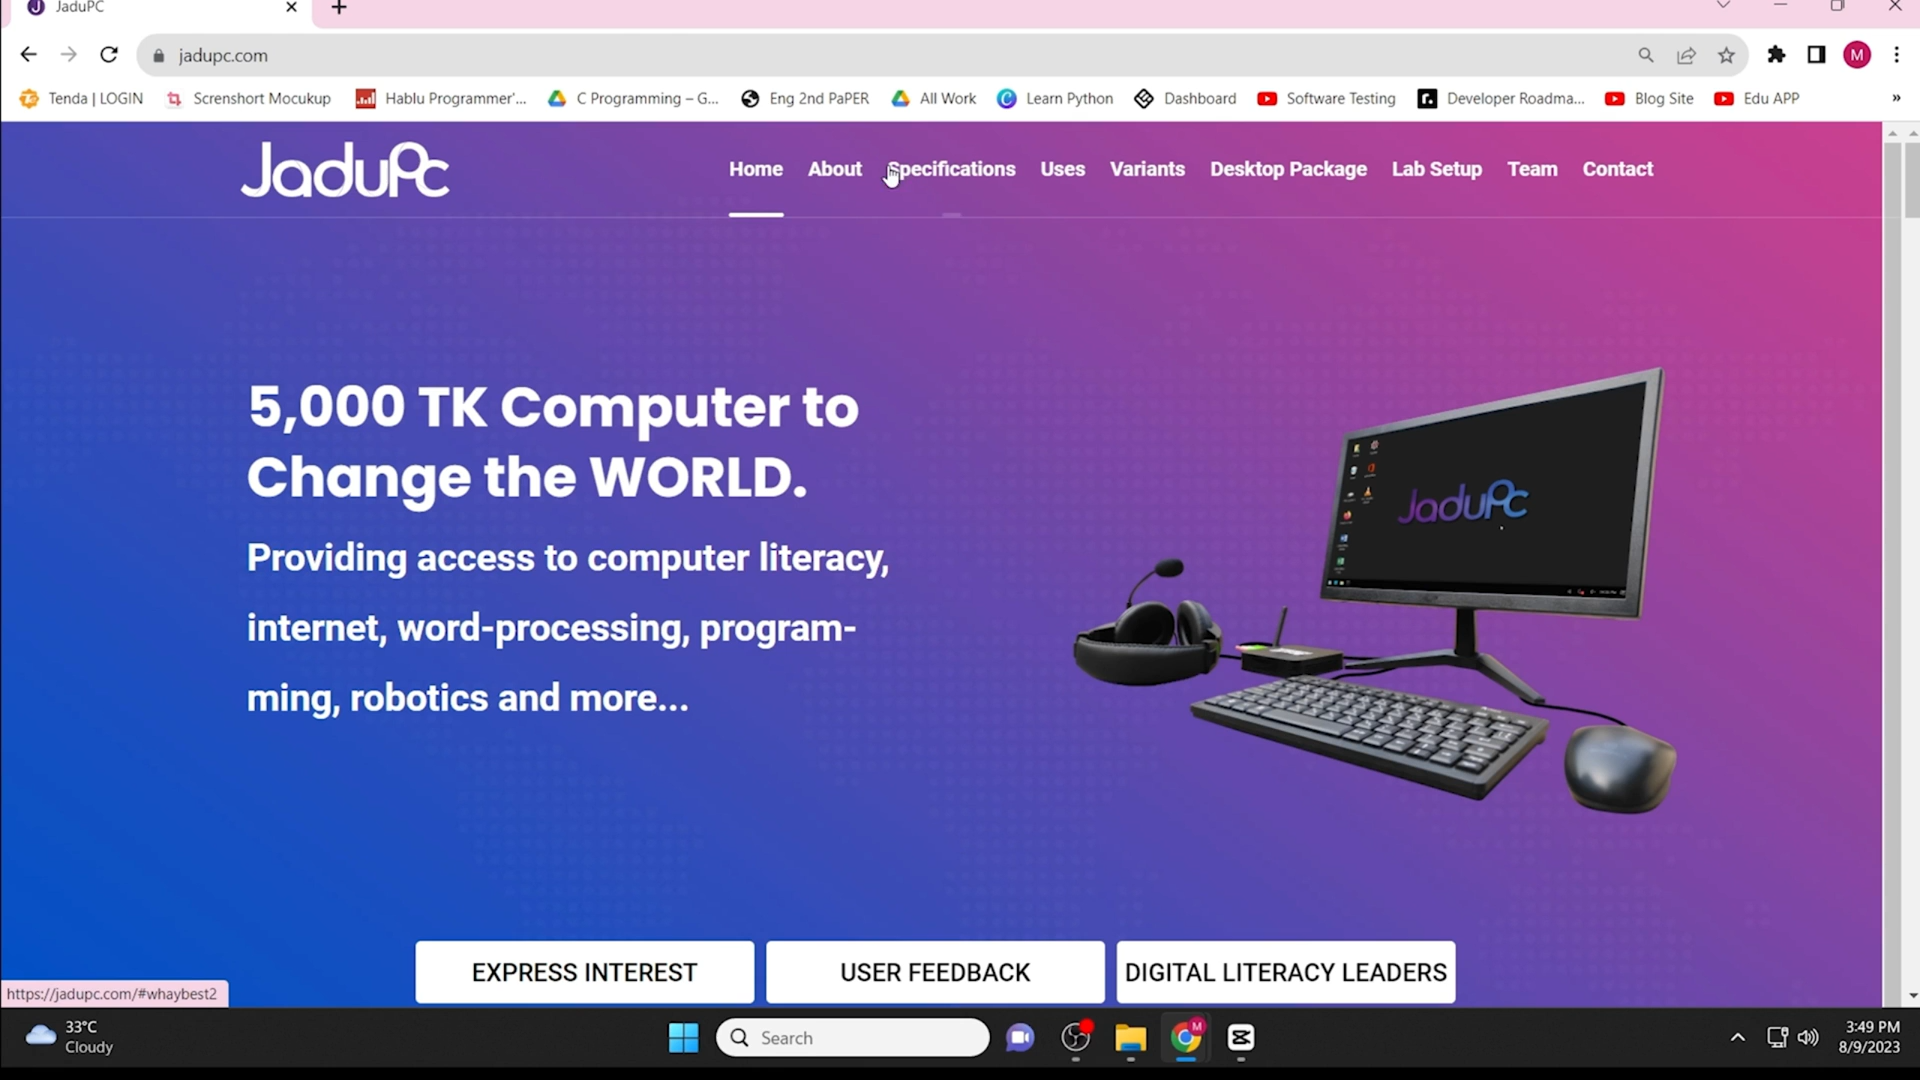 JaduPC
jadupc.com
M
Tenda | LOGIN
Screnshort Mocukup
Hablu Programmer'...
C Programming – G...
Eng 2nd PaPER
All Work
Learn Python
Dashboard
Software Testing
Developer Roadma...
Blog Site
Edu APP
»
JaduPc
Home
About
Specifications
Uses
Variants
Desktop Package
Lab Setup
Team
Contact
5,000 TK Computer to
Change the WORLD.
Providing access to computer literacy,
internet, word-processing, program-
ming, robotics and more...
JaduPc
EXPRESS INTEREST
USER FEEDBACK
DIGITAL LITERACY LEADERS
https://jadupc.com/#whaybest2
33°C
Cloudy
Search
M
3:49 PM
8/9/2023